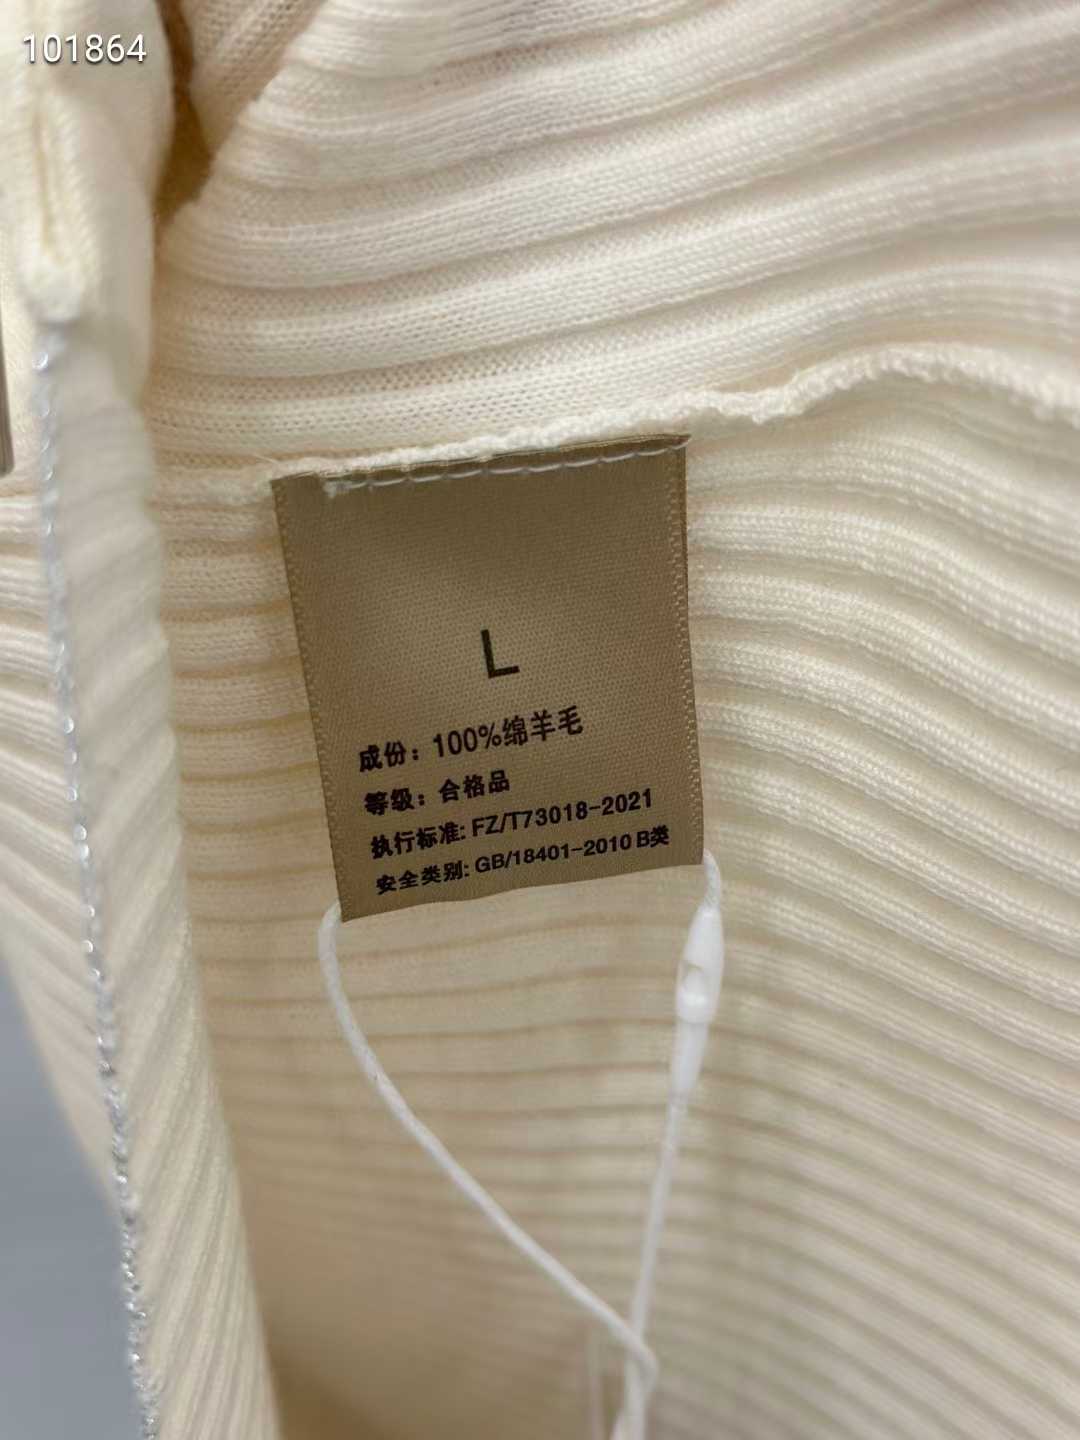 101864
L
成份：100%绵羊毛
等级：合格品
执行标准: FZ/T73018-2021
安全类别: GB/18401-2010 B类